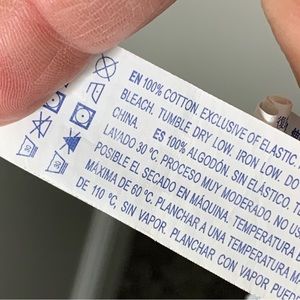 EN 100% COTTON. EXCLUSIVE OF ELASTIC.
BLEACH. TUMBLE DRY LOW. IRON LOW. DO
CHINA. ES 100% ALGODÓN. SIN ELÁSTICO.
LAVADO 30 °C, PROCESO MUY MODERADO. NO US
POSIBLE EL SECADO EN MÁQUINA, TEMPERATURA
MÁXIMA DE 60 °C. PLANCHAR A UNA TEMPERATURA MÁ
DE 110 °C, SIN VAPOR. PLANCHAR CON VAPOR PUED